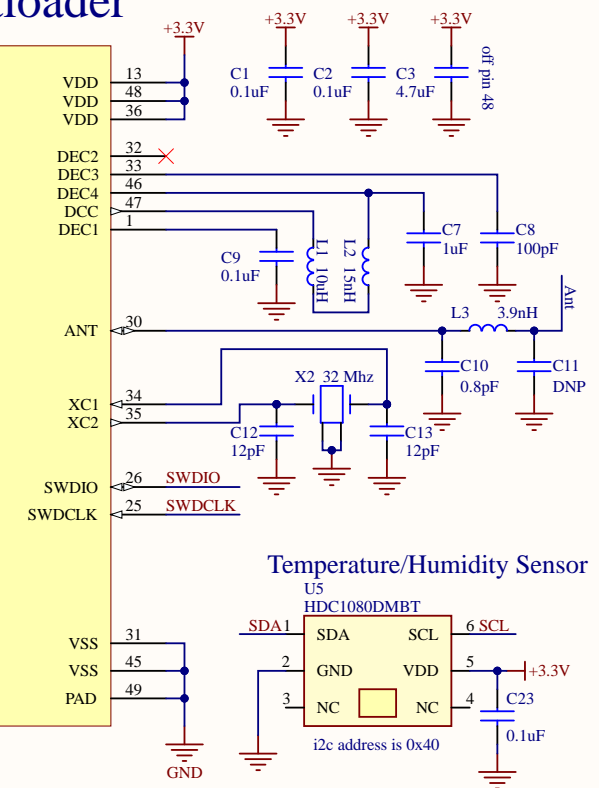 loader
+3.3V
+3.3V
+3.3V
+3.3V
VDD 13
VDD 48
VDD 36
C1
0.1uF
C2
0.1uF
C3
4.7uF
off pin 48
DEC2 32
DEC3 33
DEC4 46
DCC 47
DEC1 1
C9
0.1uF
L1 10uH
L2 15nH
C7
1uF
C8
100pF
ANT 30
L3 3.9nH
Ant
C10
0.8pF
C11
DNP
XC1 34
XC2 35
X2 32 Mhz
C12
12pF
C13
12pF
SWDIO 26 SWDIO
SWDCLK 25 SWDCLK
Temperature/Humidity Sensor
U5
HDC1080DMBT
SDA 1 SDA SCL 6 SCL
2 GND VDD 5 +3.3V
3 NC NC 4
C23
0.1uF
i2c address is 0x40
VSS 31
VSS 45
PAD 49
GND